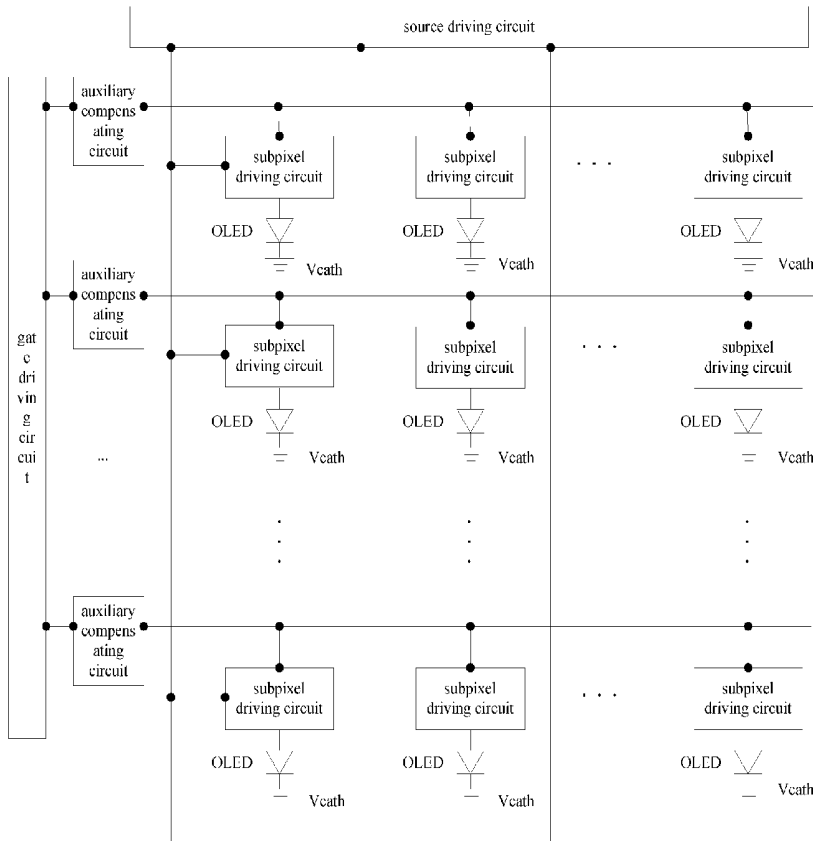 source driving circuit
auxiliary
compens
ating
circuit
subpixel
driving circuit
subpixel
driving circuit
. . .
subpixel
driving circuit
OLED
Vcath
OLED
Vcath
OLED
Vcath
auxiliary
compens
ating
circuit
subpixel
driving circuit
subpixel
driving circuit
. . .
subpixel
driving circuit
OLED
Vcath
OLED
Vcath
OLED
Vcath
gat
e
dri
vin
g
cir
cui
t
...
auxiliary
compens
ating
circuit
subpixel
driving circuit
subpixel
driving circuit
. . .
subpixel
driving circuit
OLED
Vcath
OLED
Vcath
OLED
Vcath